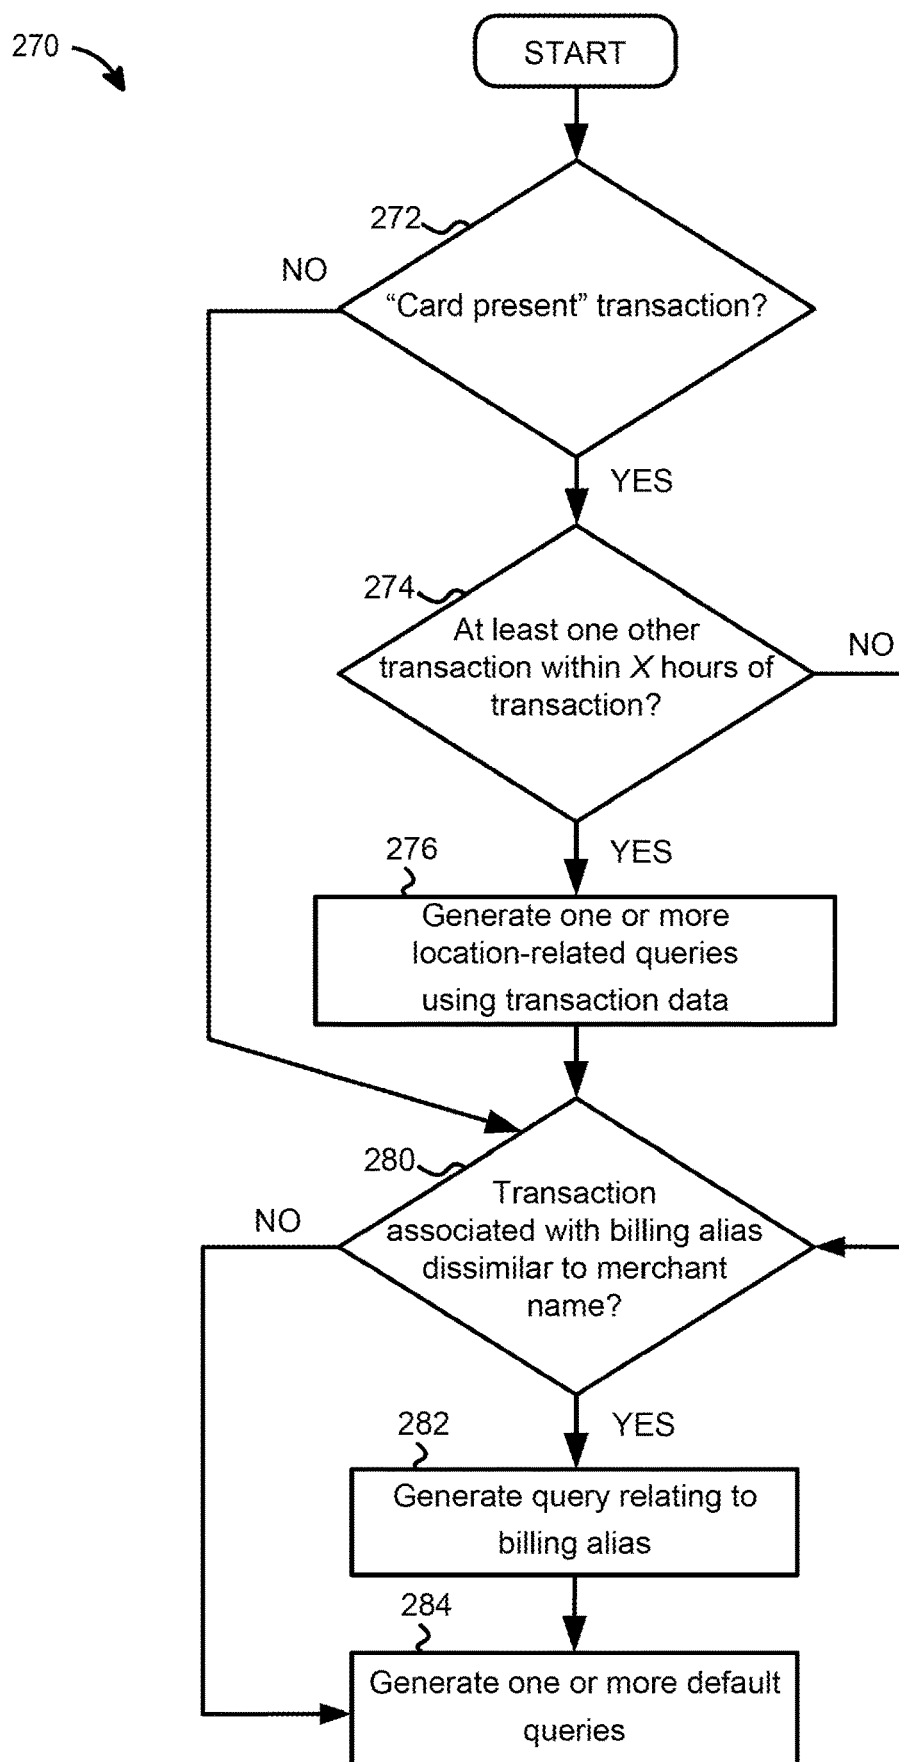 270
START
272
NO
“Card present” transaction?
YES
274
At least one other
transaction within X hours of
transaction?
NO
YES
276
Generate one or more
location-related queries
using transaction data
280
NO
Transaction
associated with billing alias
dissimilar to merchant
name?
YES
282
Generate query relating to
billing alias
284
Generate one or more default
queries